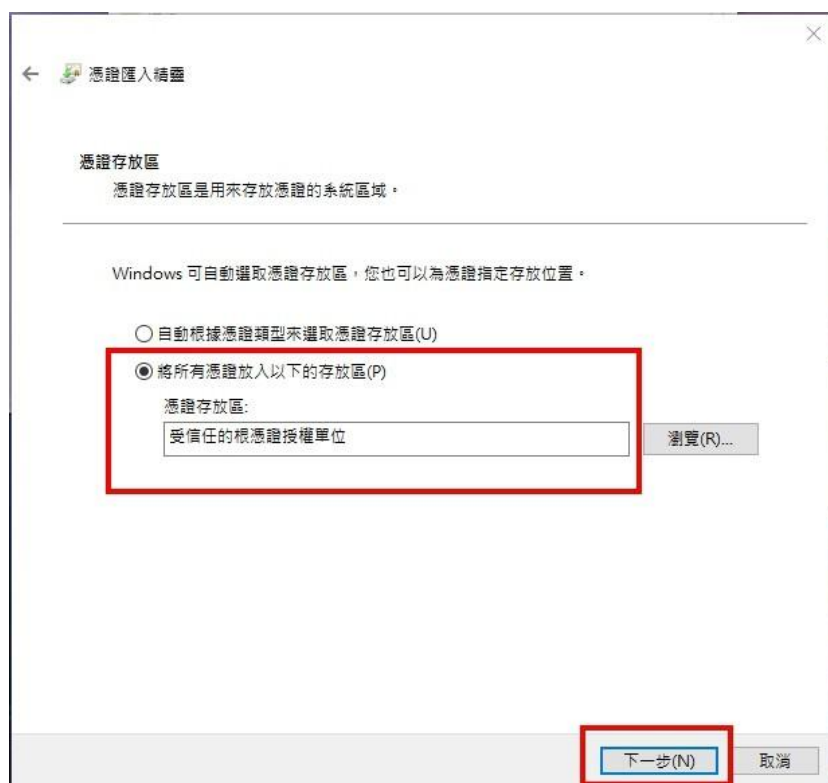 憑證匯入精靈
憑證存放區
憑證存放區是用來存放憑證的系統區域。
Windows 可自動選取憑證存放區，您也可以為憑證指定存放位置。
自動根據憑證類型來選取憑證存放區(U)
將所有憑證放入以下的存放區(P)
憑證存放區:
受信任的根憑證授權單位
瀏覽(R)...
下一步(N)
取消